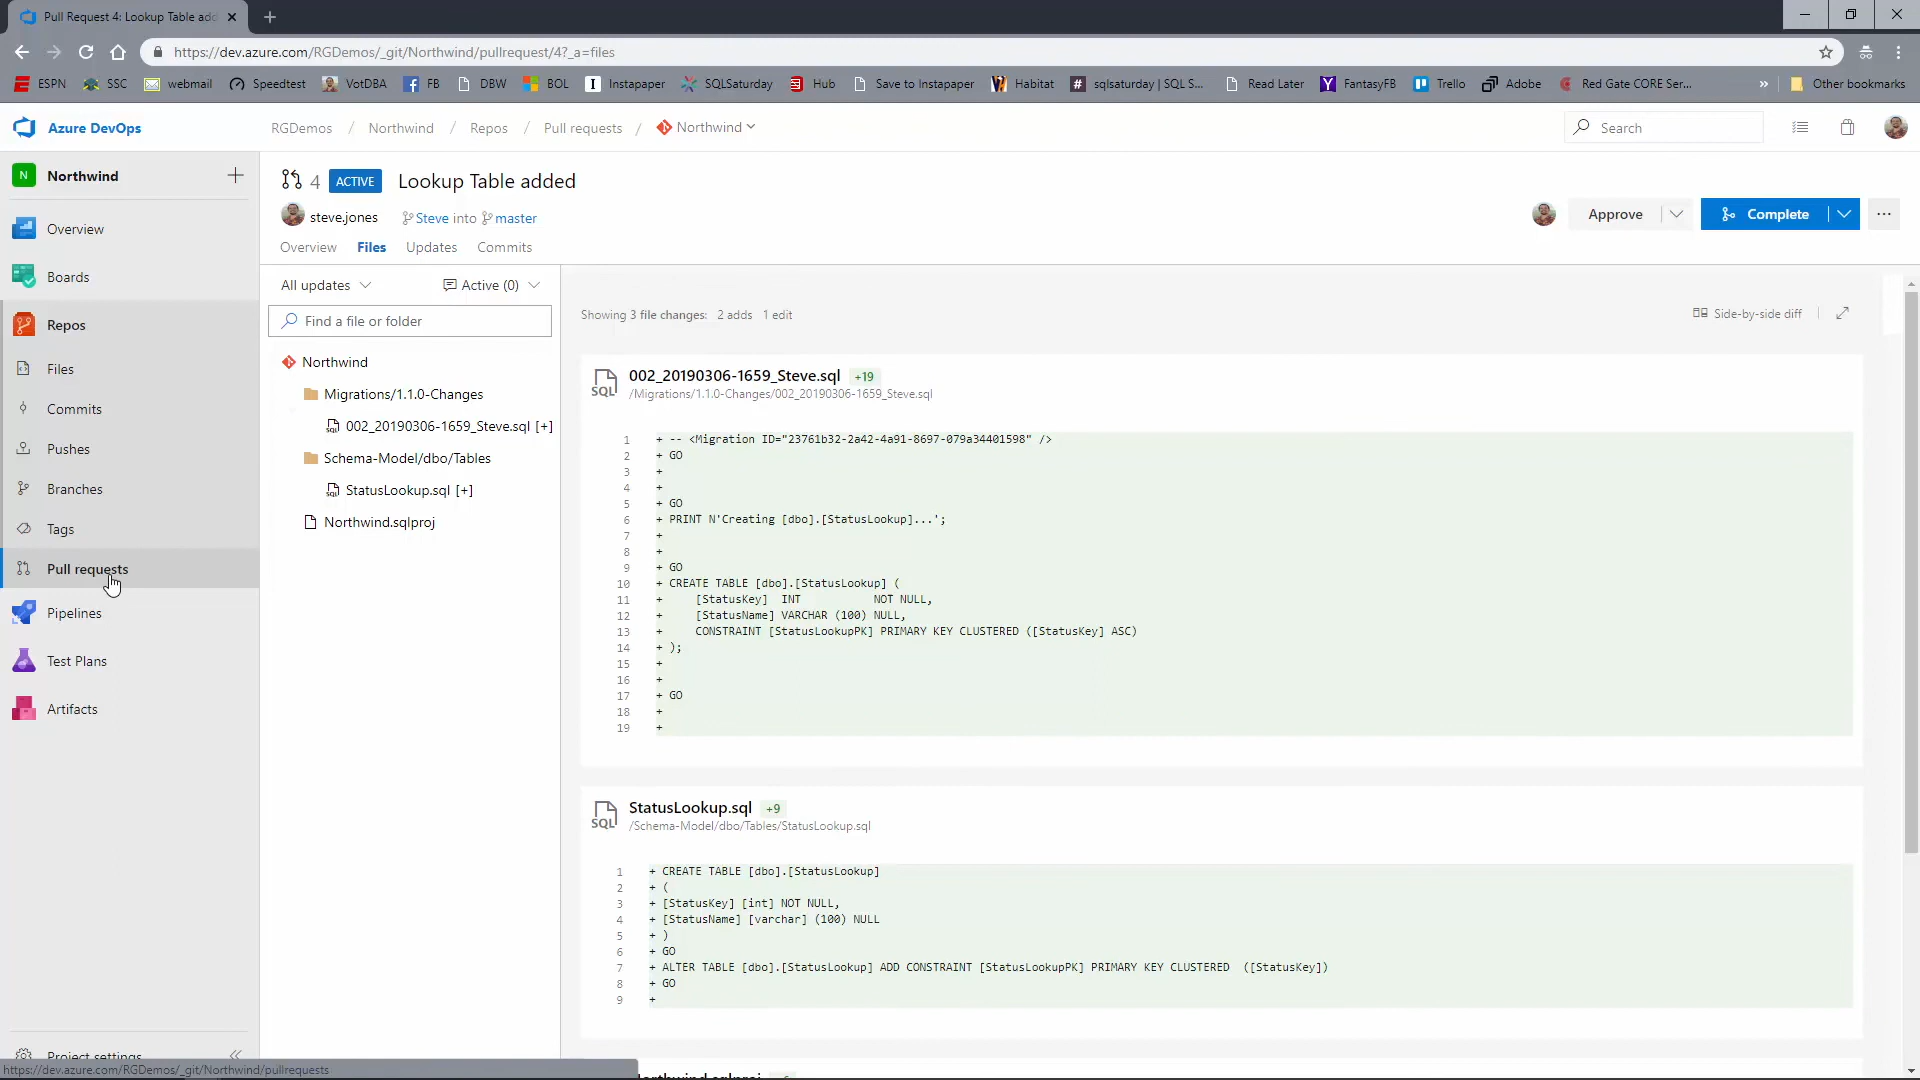 Pull Request 4: Lookup Table add
https://dev.azure.com/RGDemos/_git/Northwind/pullrequest/4?_a=files
ESPN SSC webmail Speedtest VotDBA FB DBW BOL Instapaper SQLSaturday Hub Save to Instapaper Habitat sqlsaturday | SQL S... Read Later FantasyFB Trello Adobe Red Gate CORE Ser... » Other bookmarks
Azure DevOps RGDemos / Northwind / Repos / Pull requests / Northwind Search
N Northwind
Overview
Boards
Repos
Files
Commits
Pushes
Branches
Tags
Pull requests
Pipelines
Test Plans
Artifacts
Project settings
https://dev.azure.com/RGDemos/_git/Northwind/pullrequests
4 ACTIVE Lookup Table added
steve.jones Steve into master
Approve Complete ...
Overview Files Updates Commits
All updates Active (0)
Find a file or folder
Northwind
Migrations/1.1.0-Changes
002_20190306-1659_Steve.sql [+]
Schema-Model/dbo/Tables
StatusLookup.sql [+]
Northwind.sqlproj
Showing 3 file changes: 2 adds 1 edit Side-by-side diff
SQL 002_20190306-1659_Steve.sql +19
/Migrations/1.1.0-Changes/002_20190306-1659_Steve.sql
1 + -- <Migration ID="23761b32-2a42-4a91-8697-079a34401598" />
2 + GO
3 +
4 +
5 + GO
6 + PRINT N'Creating [dbo].[StatusLookup]...';
7 +
8 +
9 + GO
10 + CREATE TABLE [dbo].[StatusLookup] (
11 + [StatusKey] INT NOT NULL,
12 + [StatusName] VARCHAR (100) NULL,
13 + CONSTRAINT [StatusLookupPK] PRIMARY KEY CLUSTERED ([StatusKey] ASC)
14 + );
15 +
16 +
17 + GO
18 +
19 +
SQL StatusLookup.sql +9
/Schema-Model/dbo/Tables/StatusLookup.sql
1 + CREATE TABLE [dbo].[StatusLookup]
2 + (
3 + [StatusKey] [int] NOT NULL,
4 + [StatusName] [varchar] (100) NULL
5 + )
6 + GO
7 + ALTER TABLE [dbo].[StatusLookup] ADD CONSTRAINT [StatusLookupPK] PRIMARY KEY CLUSTERED ([StatusKey])
8 + GO
9 +